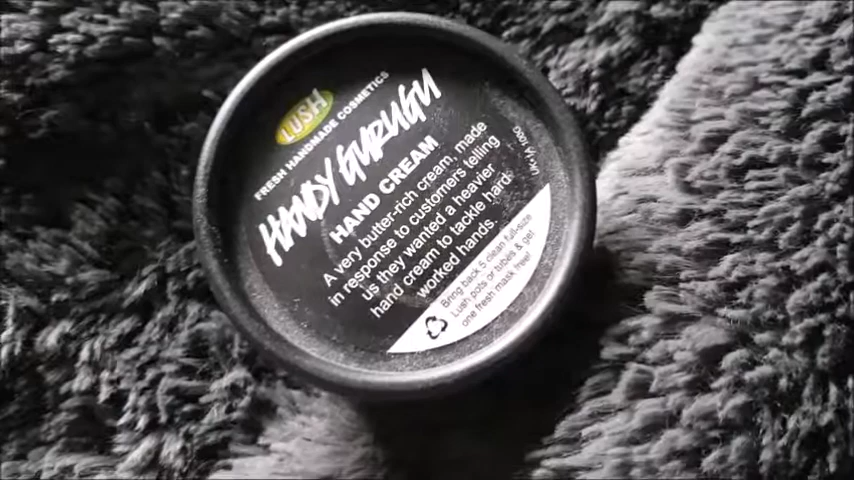 LUSH
FRESH HANDMADE COSMETICS
HANDY GURUGU
HAND CREAM
A very butter-rich cream, made
in response to customers telling
us they wanted a heavier
hand cream to tackle hard-
worked hands.
Bring back 5 clean full-size
Lush pots or tubes & get
one fresh mask free!